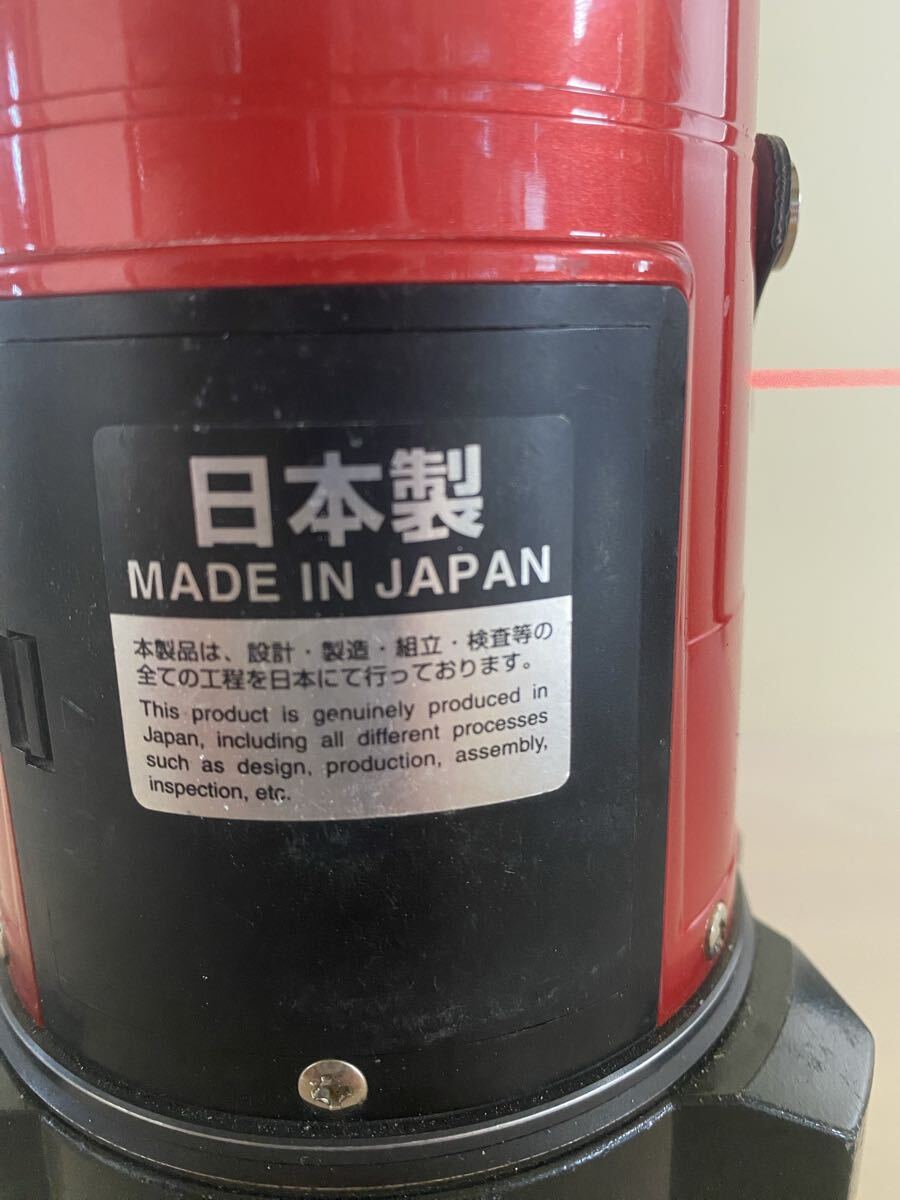 日本製
MADE IN JAPAN
本製品は、設計・製造・組立・検査等の
全ての工程を日本にて行っております。
This product is genuinely produced in
Japan, including all different processes
such as design, production, assembly,
inspection, etc.